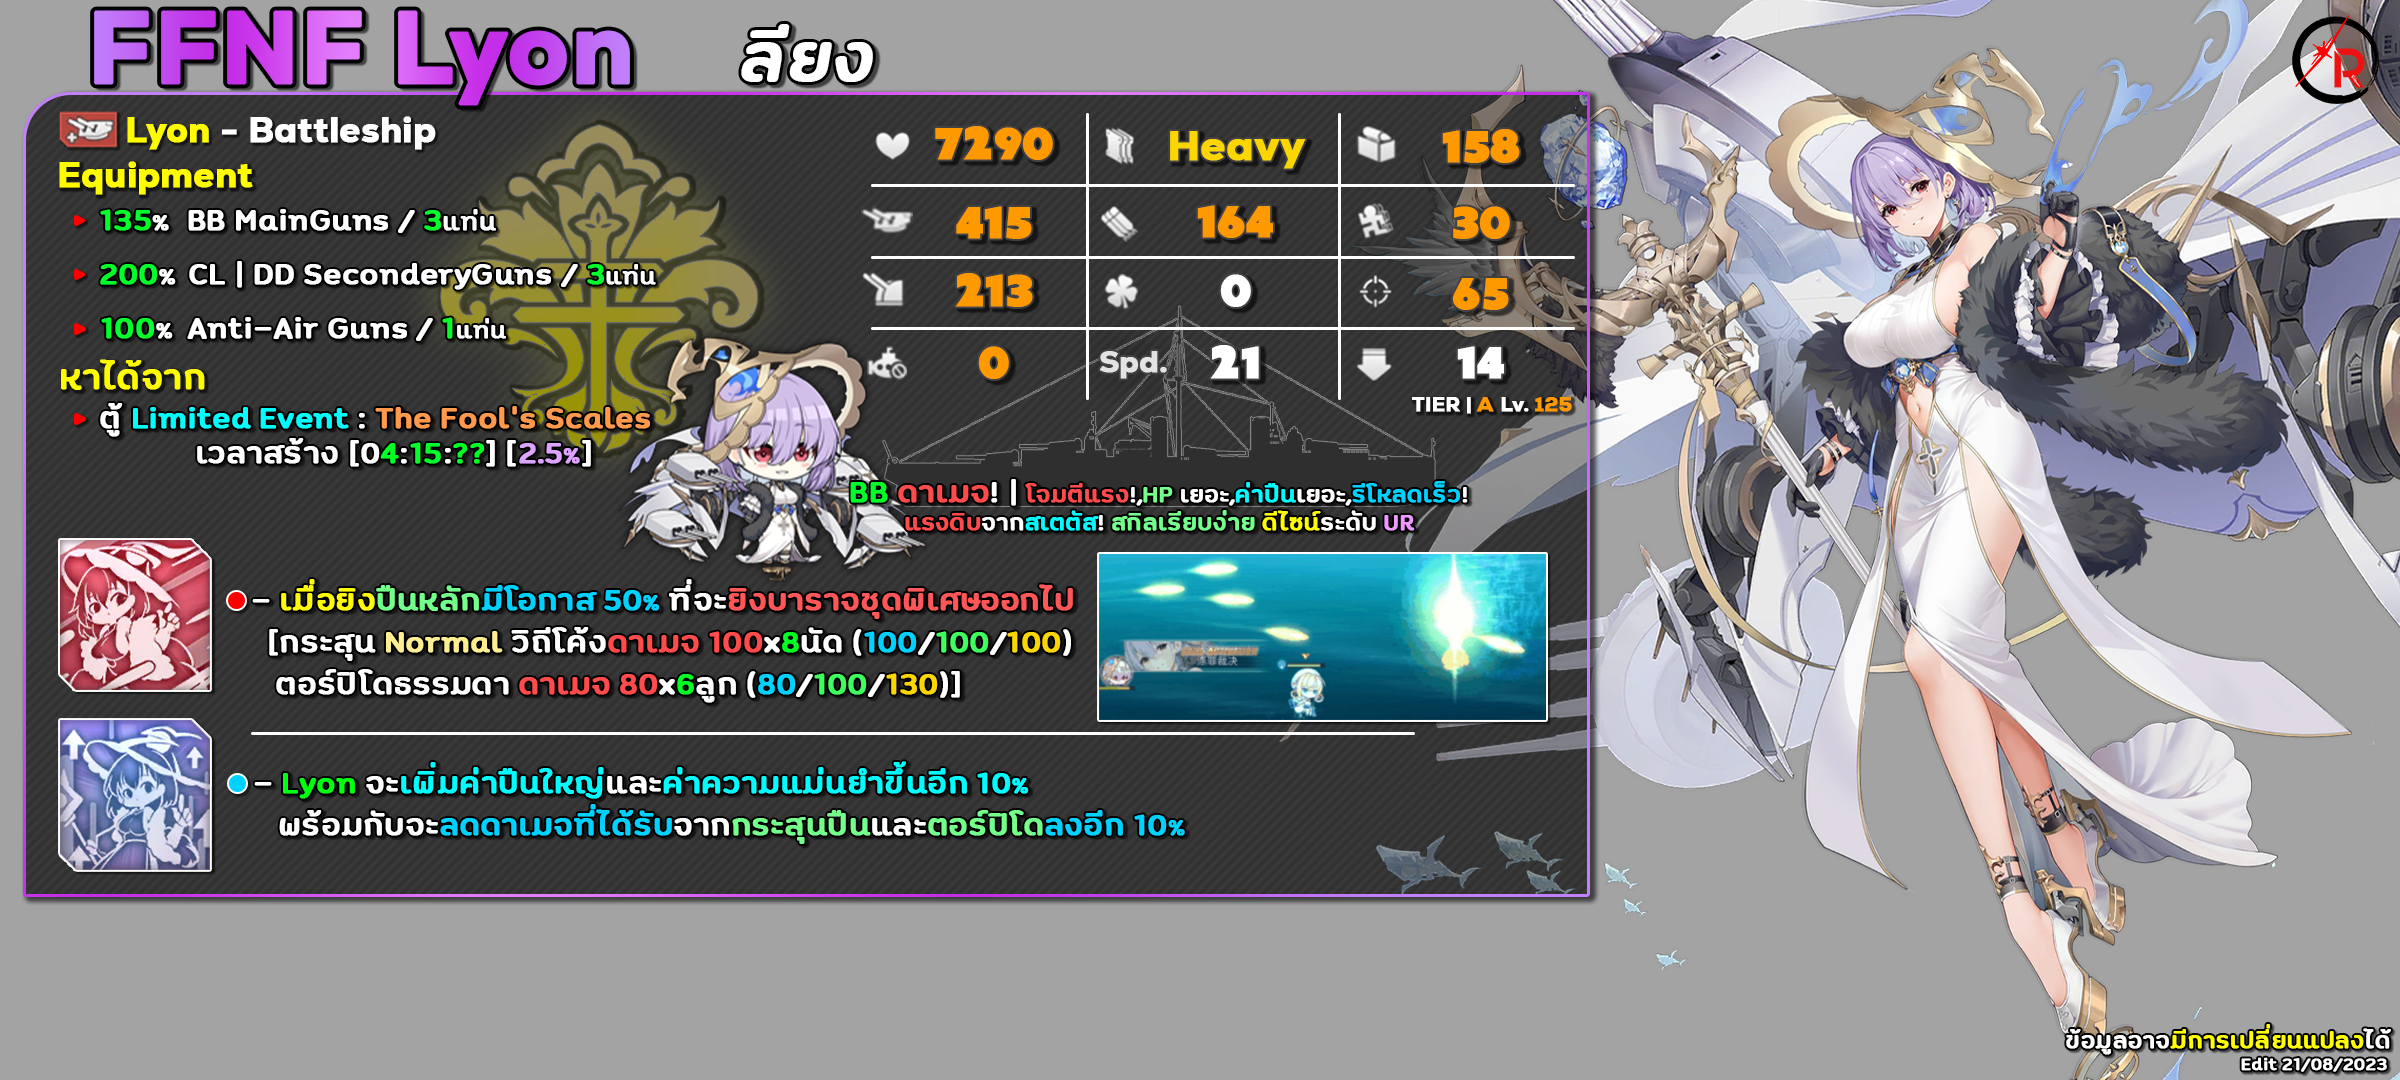 FFNF Lyon ลียง
Lyon - Battleship
Equipment
135% BB MainGuns / 3แท่น
200% CL | DD SeconderyGuns / 3แท่น
100% Anti-Air Guns / 1แท่น
หาได้จาก
ตู้ Limited Event : The Fool's Scales
เวลาสร้าง [04:15:??] [2.5%]
7290 Heavy 158
415 164 30
213 0 65
0 Spd. 21 14
TIER | A Lv. 125
BB ดาเมจ! | โจมตีแรง!,HP เยอะ,ค่าปืนเยอะ,รีโหลดเร็ว!
แรงดิบจากสเตตัส! สกิลเรียบง่าย ดีไซน์ระดับ UR
– เมื่อยิงปืนหลักมีโอกาส 50% ที่จะยิงบาราจชุดพิเศษออกไป
[กระสุน Normal วิถีโค้งดาเมจ 100x8นัด (100/100/100)
ตอร์ปิโดธรรมดา ดาเมจ 80x6ลูก (80/100/130)]
– Lyon จะเพิ่มค่าปืนใหญ่และค่าความแม่นยำขึ้นอีก 10%
พร้อมกับจะลดดาเมจที่ได้รับจากกระสุนปืนและตอร์ปิโดลงอีก 10%
R
ข้อมูลอาจมีการเปลี่ยนแปลงได้
Edit 21/08/2023